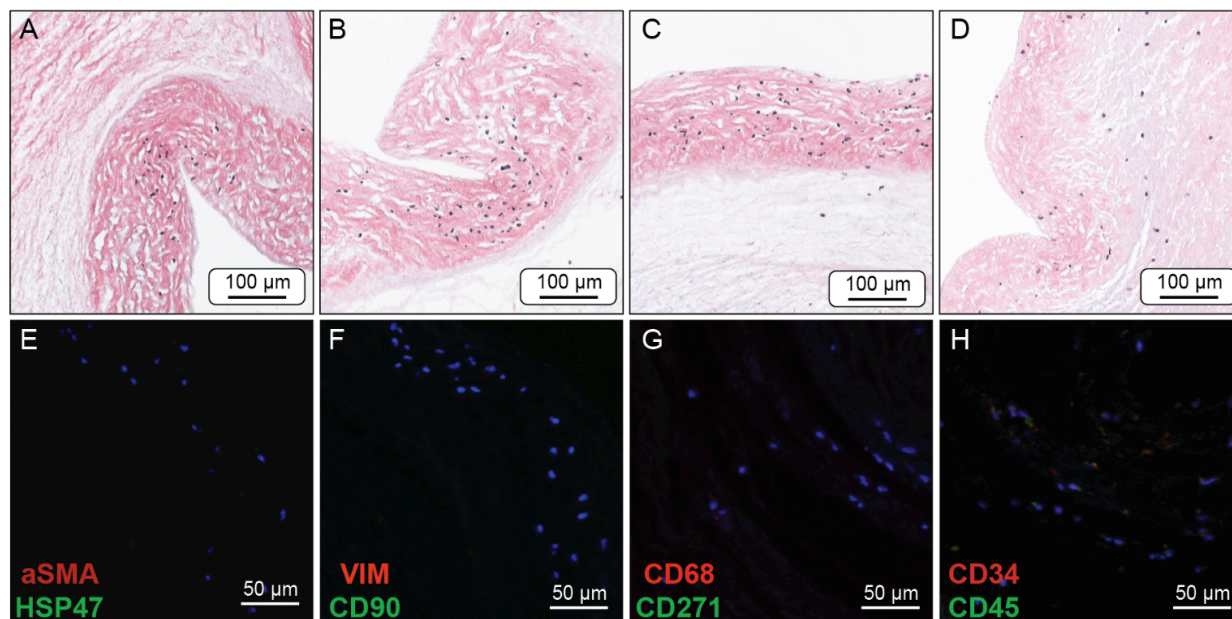 A
B
C
D
100 µm
100 µm
100 µm
100 µm
E
F
G
H
aSMA
HSP47
50 µm
VIM
CD90
50 µm
CD68
CD271
50 µm
CD34
CD45
50 µm